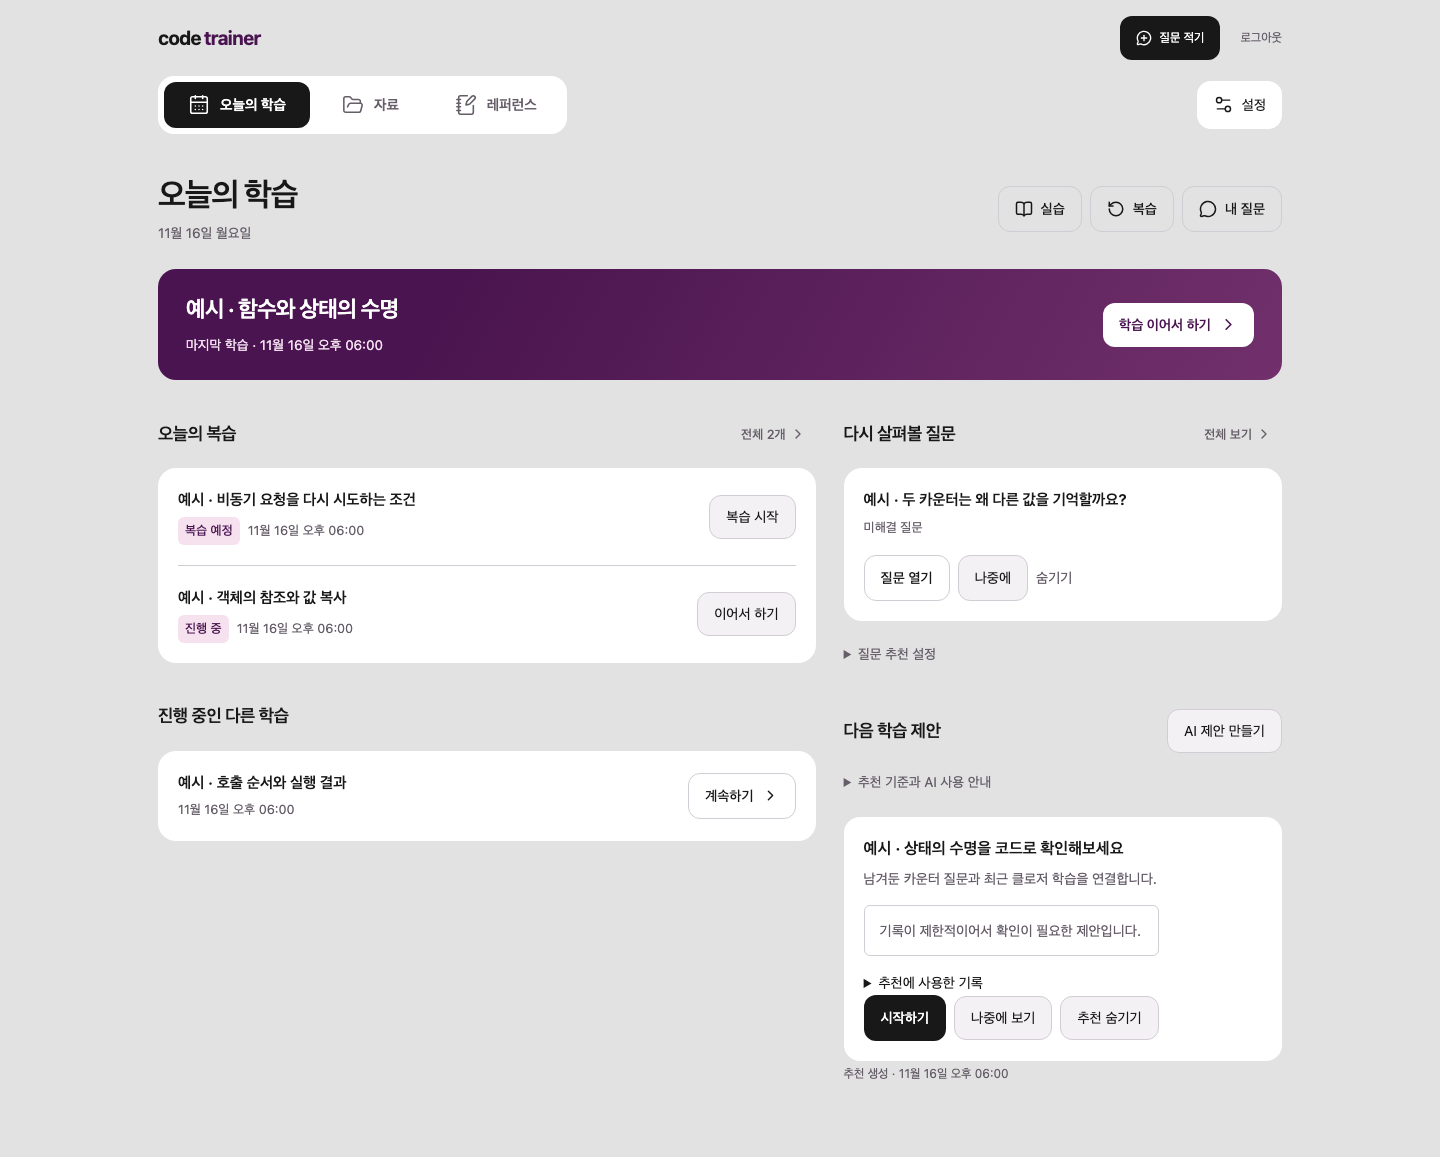 code trainer
질문 적기
로그아웃
오늘의 학습
자료
레퍼런스
설정
오늘의 학습
11월 16일 월요일
실습
복습
내 질문
예시 · 함수와 상태의 수명
마지막 학습 · 11월 16일 오후 06:00
학습 이어서 하기
오늘의 복습
전체 2개
예시 · 비동기 요청을 다시 시도하는 조건
복습 예정 11월 16일 오후 06:00
복습 시작
예시 · 객체의 참조와 값 복사
진행 중 11월 16일 오후 06:00
이어서 하기
진행 중인 다른 학습
예시 · 호출 순서와 실행 결과
11월 16일 오후 06:00
계속하기
다시 살펴볼 질문
전체 보기
예시 · 두 카운터는 왜 다른 값을 기억할까요?
미해결 질문
질문 열기
나중에
숨기기
질문 추천 설정
다음 학습 제안
AI 제안 만들기
추천 기준과 AI 사용 안내
예시 · 상태의 수명을 코드로 확인해보세요
남겨둔 카운터 질문과 최근 클로저 학습을 연결합니다.
기록이 제한적이어서 확인이 필요한 제안입니다.
추천에 사용한 기록
시작하기
나중에 보기
추천 숨기기
추천 생성 · 11월 16일 오후 06:00